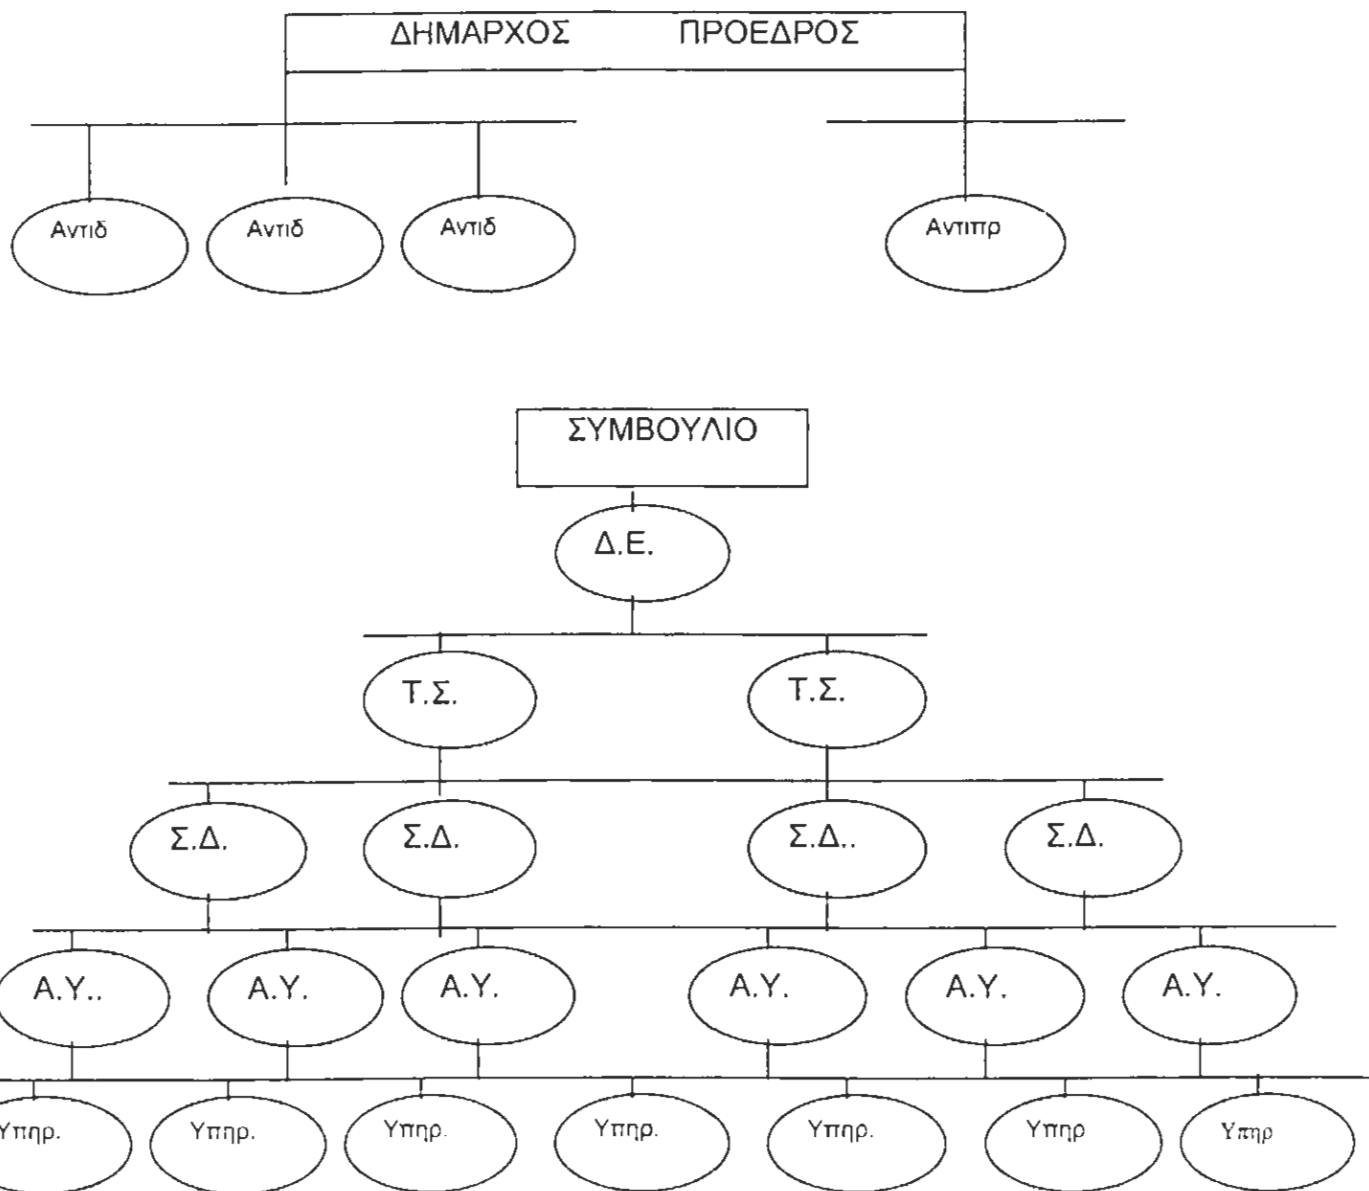 ΔΗΜΑΡΧΟΣ ΠΡΟΕΔΡΟΣ
Αντιδ Αντιδ Αντιδ Αντιπρ
ΣΥΜΒΟΥΛΙΟ
Δ.Ε.
Τ.Σ. Τ.Σ.
Σ.Δ. Σ.Δ. Σ.Δ.. Σ.Δ.
Α.Υ.. Α.Υ. Α.Υ. Α.Υ. Α.Υ. Α.Υ.
Υπηρ. Υπηρ. Υπηρ. Υπηρ. Υπηρ. Υπηρ Υπηρ